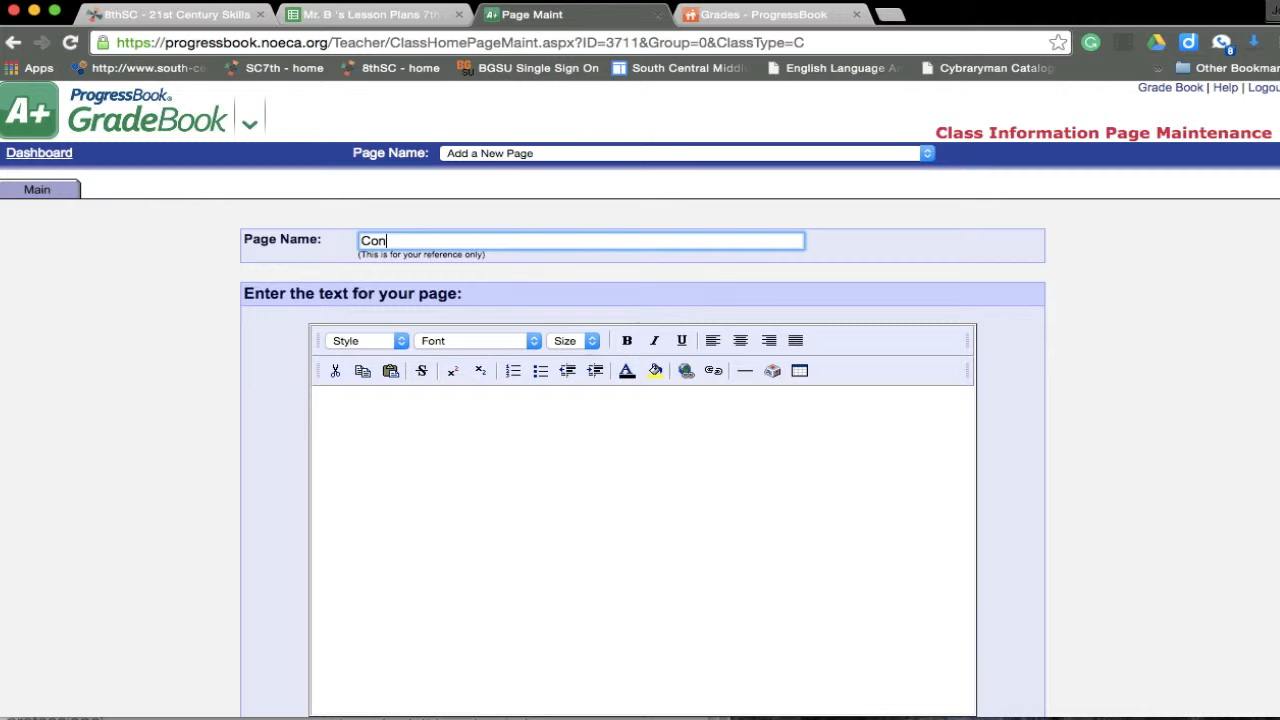 8thSC - 21st Century Skills
Mr. B 's Lesson Plans 7th
Page Maint
Grades - ProgressBook
https://progressbook.noeca.org/Teacher/ClassHomePageMaint.aspx?ID=3711&Group=0&ClassType=C
8
Apps
http://www.south-c
SC7th - home
8thSC - home
BGSU Single Sign On
South Central Middl
English Language A
Cybraryman Catalog
»
Other Bookmar
Grade Book | Help | Logou
A+
ProgressBook®
GradeBook
Class Information Page Maintenance
Dashboard
Page Name:
Add a New Page
Main
Page Name:
Con
(This is for your reference only)
Enter the text for your page:
Style
Font
Size
B I U